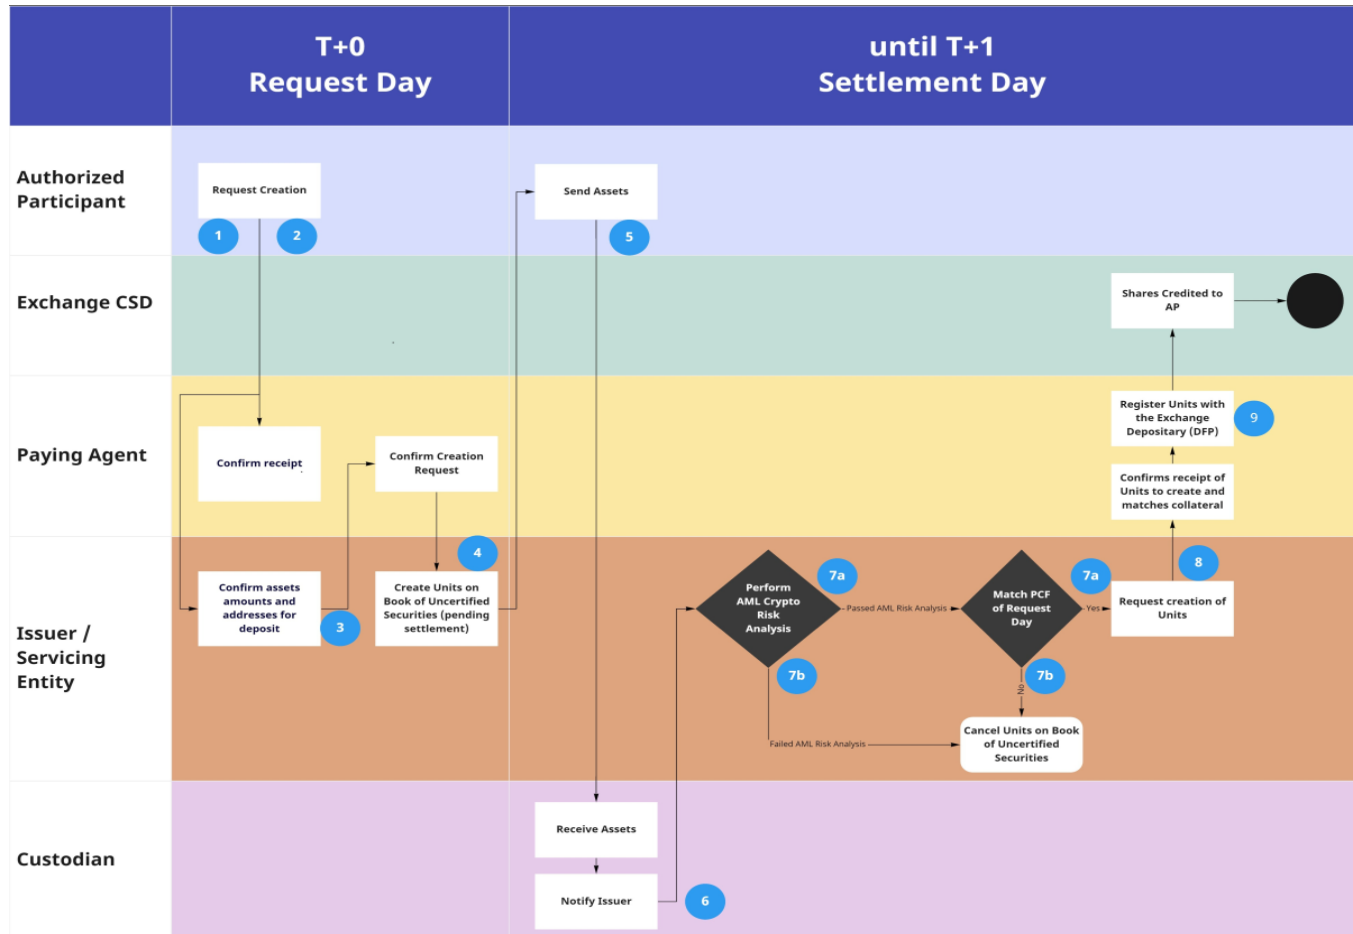 T+0
Request Day
until T+1
Settlement Day
Authorized
Participant
Request Creation
1
2
Send Assets
5
Exchange CSD
Shares Credited to
AP
Paying Agent
Confirm receipt
Confirm Creation
Request
Register Units with
the Exchange
Depositary (DFP)
9
Confirms receipt of
Units to create and
matches collateral
Issuer /
Servicing
Entity
Confirm assets
amounts and
addresses for
deposit
3
4
Create Units on
Book of Uncertified
Securities (pending
settlement)
Perform
AML Crypto
Risk
Analysis
7a
7b
Passed AML Risk Analysis
Failed AML Risk Analysis
Match PCF
of Request
Day
7a
7b
Yes
No
8
Request creation of
Units
Cancel Units on Book
of Uncertified
Securities
Custodian
Receive Assets
Notify Issuer
6